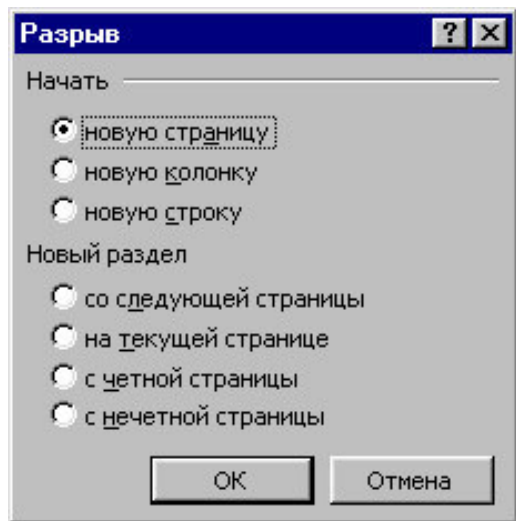 Разрыв
Начать
новую страницу
новую колонку
новую строку
Новый раздел
со следующей страницы
на текущей странице
с четной страницы
с нечетной страницы
ОК Отмена